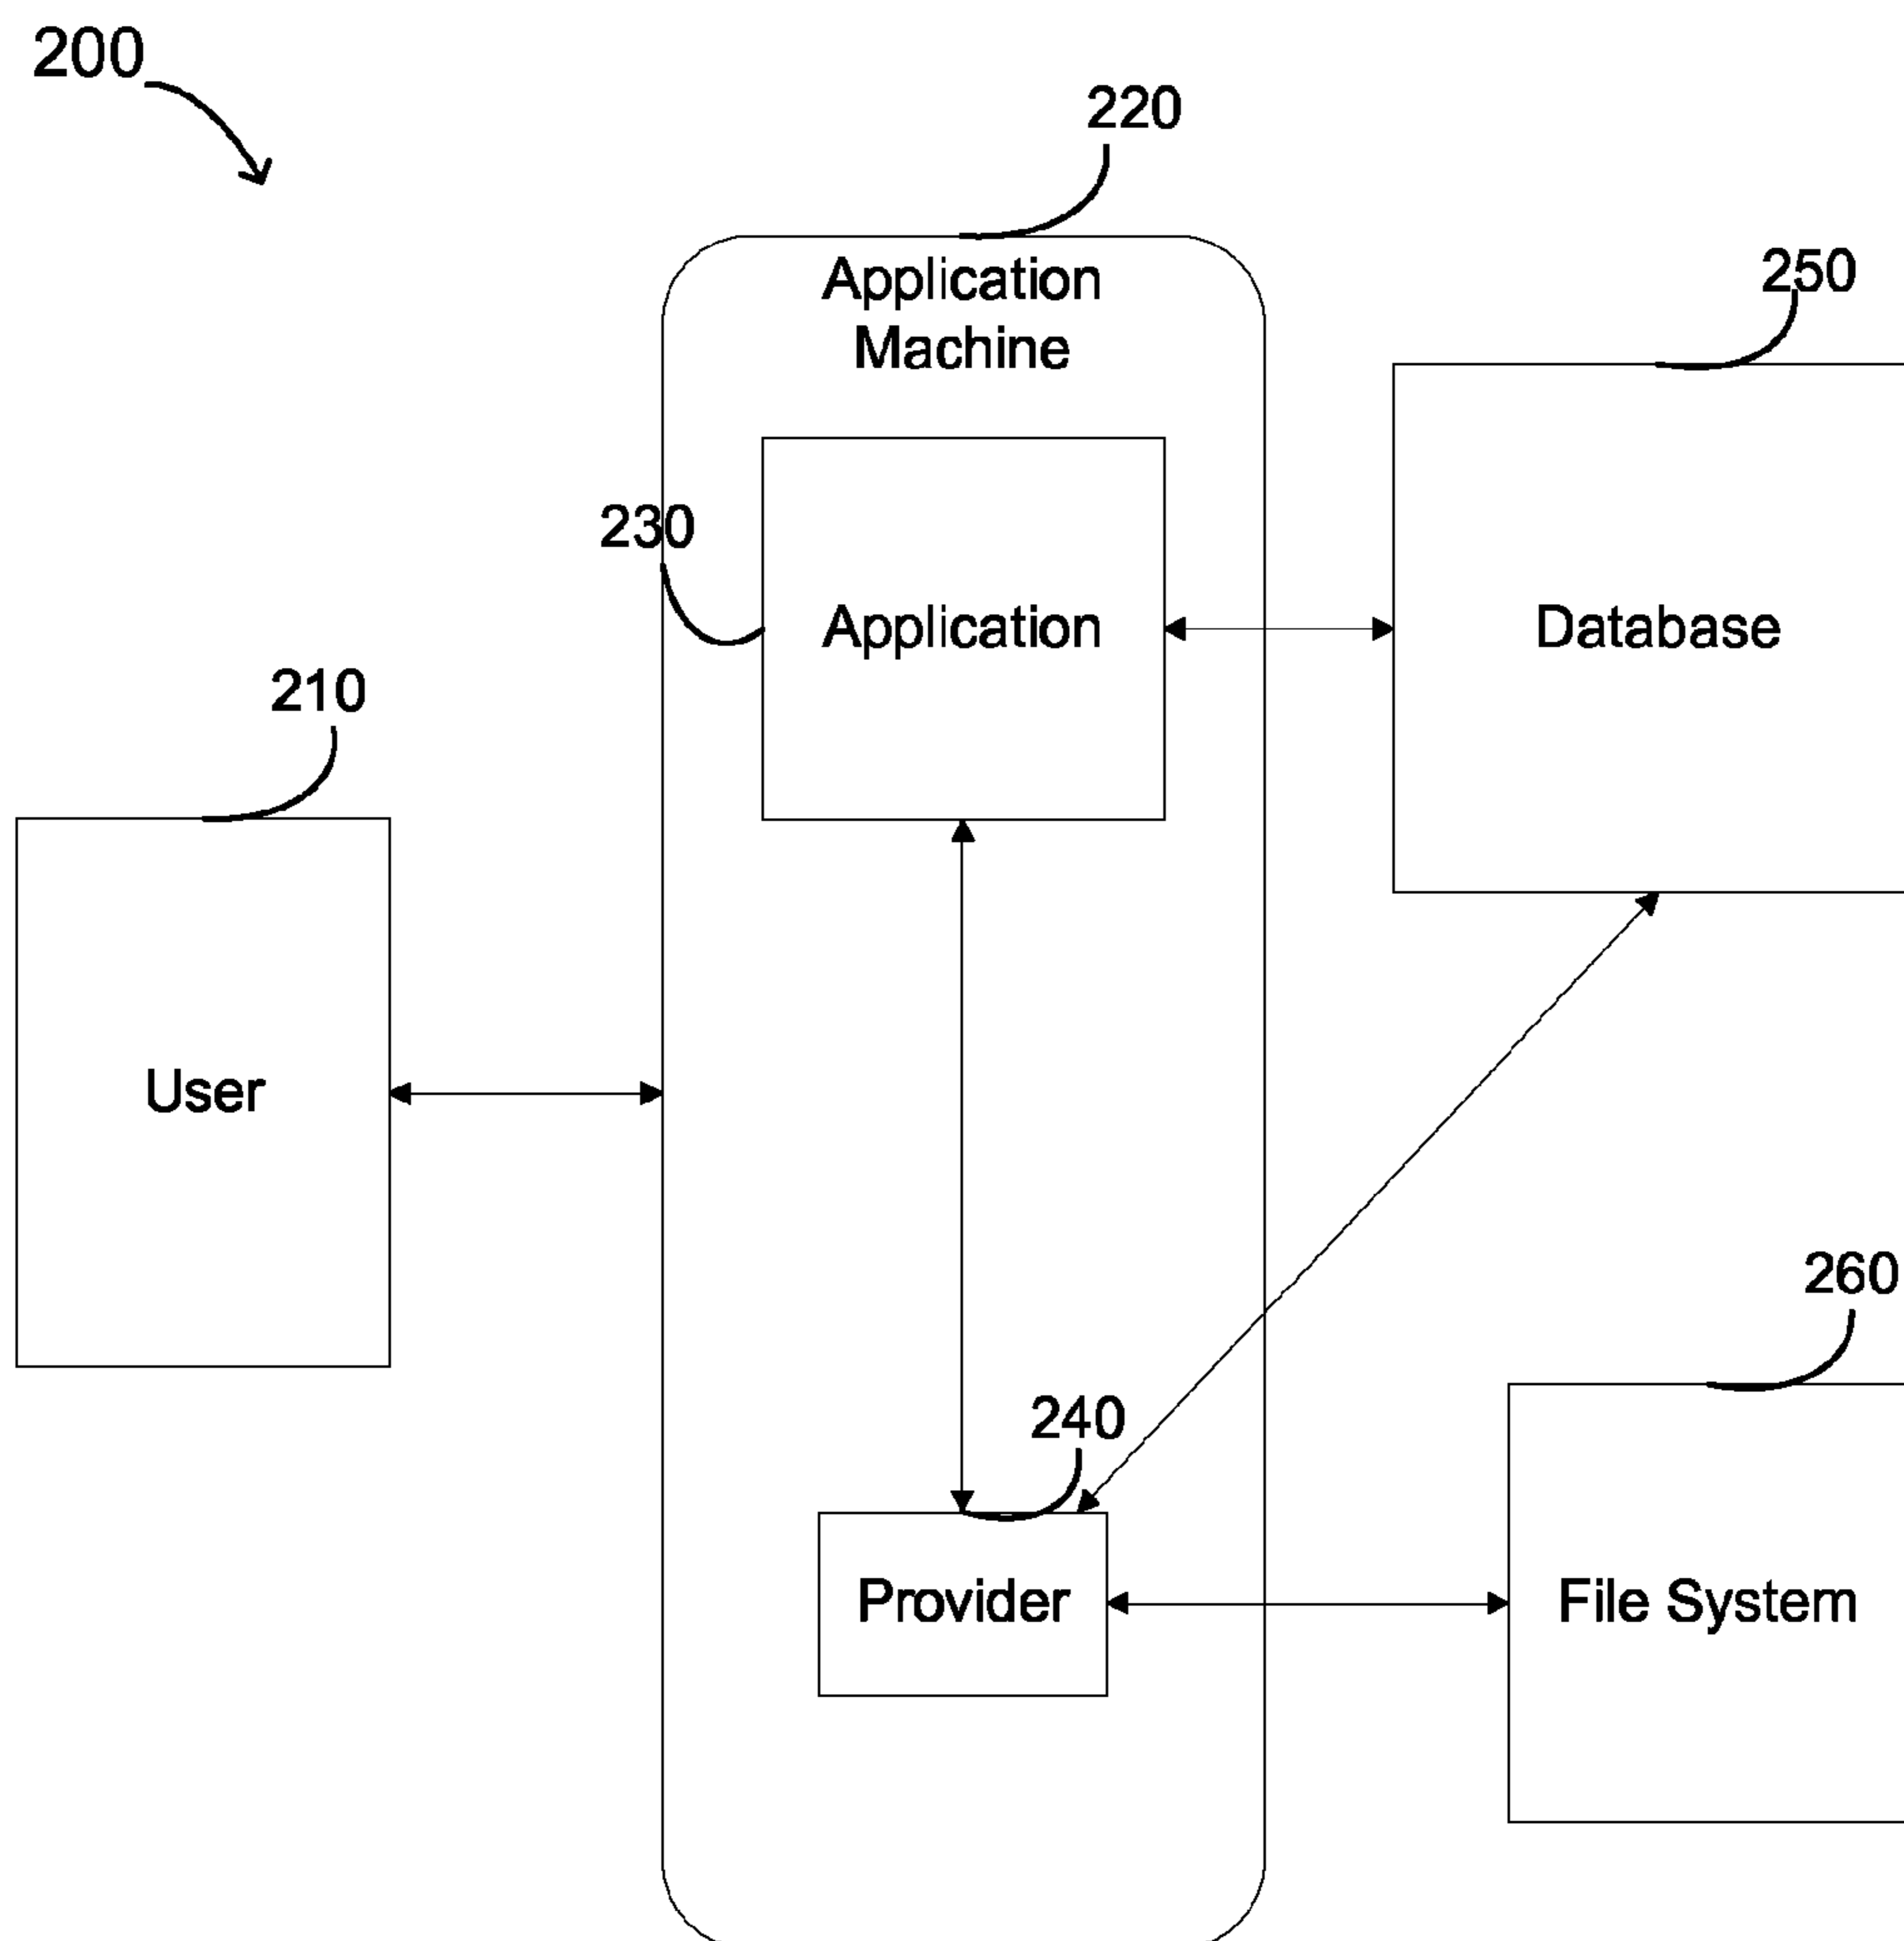 200
220
Application
Machine
250
230
Application
Database
210
User
260
240
Provider
File System